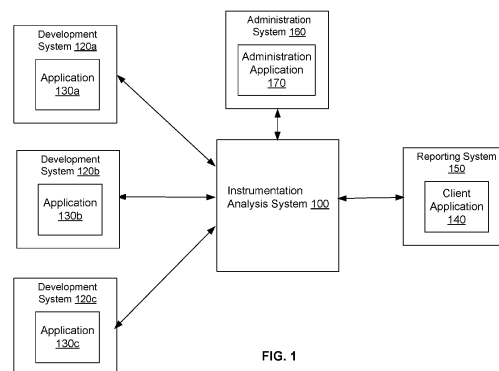 Development
System 120a
Application
130a
Administration
System 160
Administration
Application
170
Development
System 120b
Application
130b
Instrumentation
Analysis System 100
Reporting System
150
Client
Application
140
Development
System 120c
Application
130c
FIG. 1